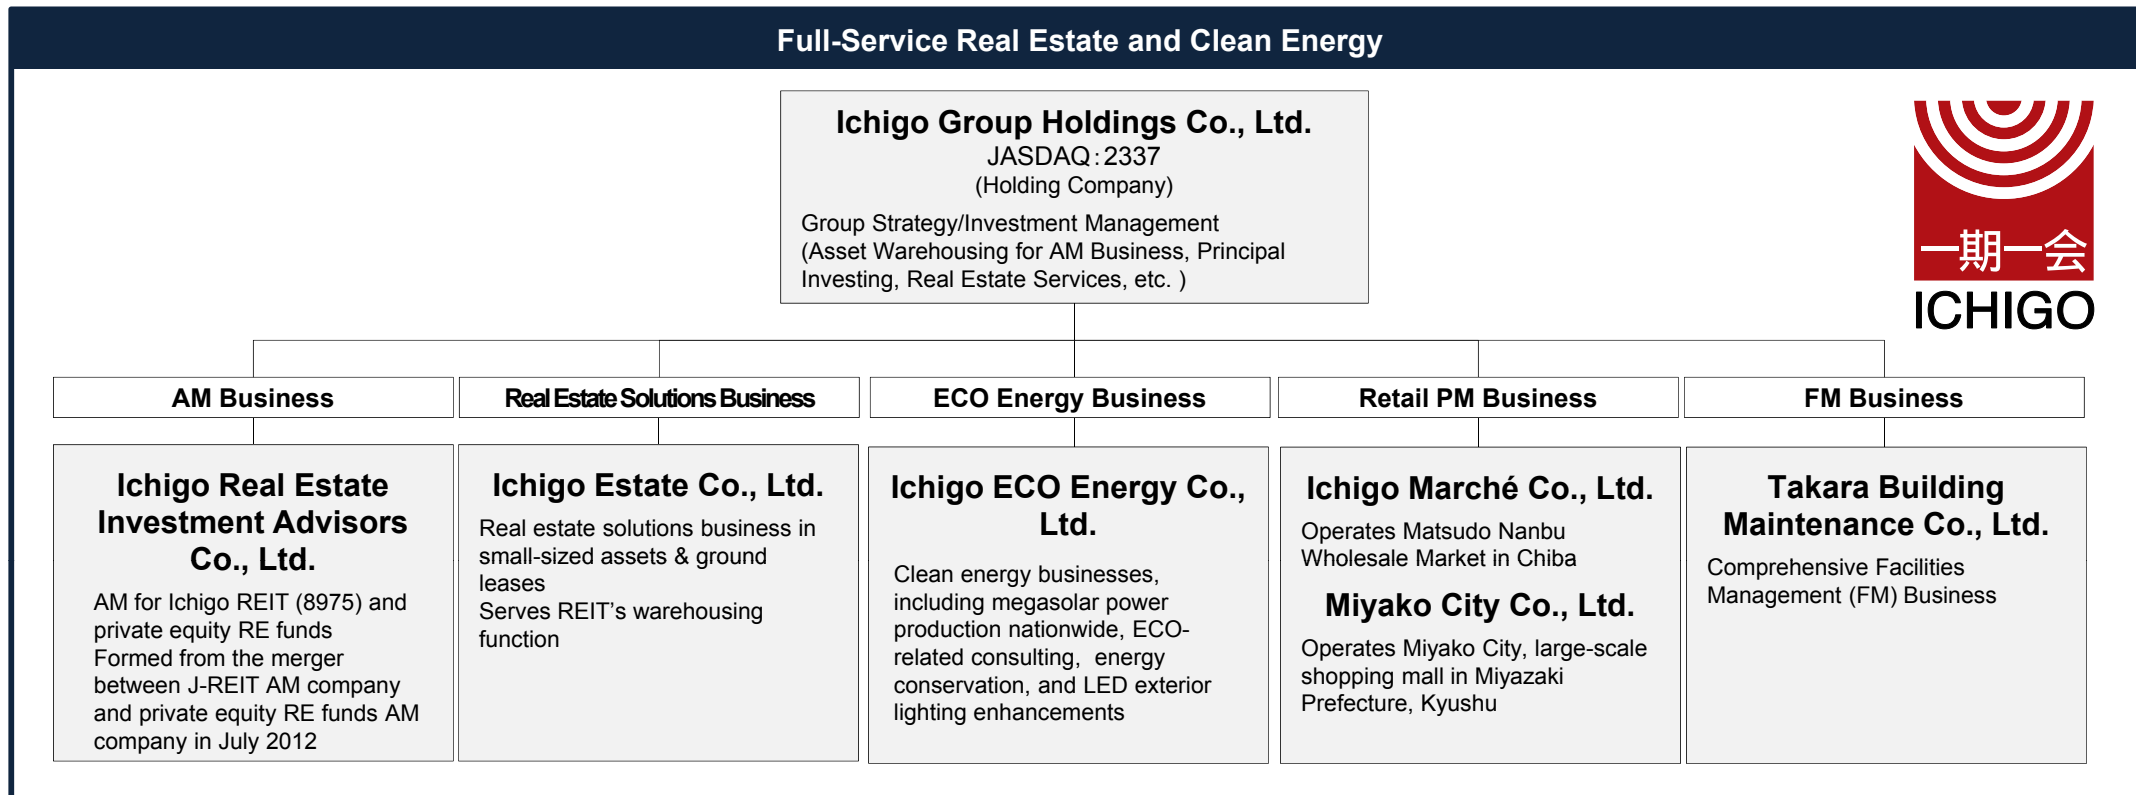 Full-Service Real Estate and Clean Energy
Ichigo Group Holdings Co., Ltd.
JASDAQ:2337
(Holding Company)
Group Strategy/Investment Management
(Asset Warehousing for AM Business, Principal
Investing, Real Estate Services, etc. )
一期一会
ICHIGO
AM Business
Real Estate Solutions Business
ECO Energy Business
Retail PM Business
FM Business
Ichigo Real Estate
Investment Advisors
Co., Ltd.
AM for Ichigo REIT (8975) and
private equity RE funds
Formed from the merger
between J-REIT AM company
and private equity RE funds AM
company in July 2012
Ichigo Estate Co., Ltd.
Real estate solutions business in
small-sized assets & ground
leases
Serves REIT’s warehousing
function
Ichigo ECO Energy Co.,
Ltd.
Clean energy businesses,
including megasolar power
production nationwide, ECO-
related consulting,  energy
conservation, and LED exterior
lighting enhancements
Ichigo Marché Co., Ltd.
Operates Matsudo Nanbu
Wholesale Market in Chiba
Miyako City Co., Ltd.
Operates Miyako City, large-scale
shopping mall in Miyazaki
Prefecture, Kyushu
Takara Building
Maintenance Co., Ltd.
Comprehensive Facilities
Management (FM) Business